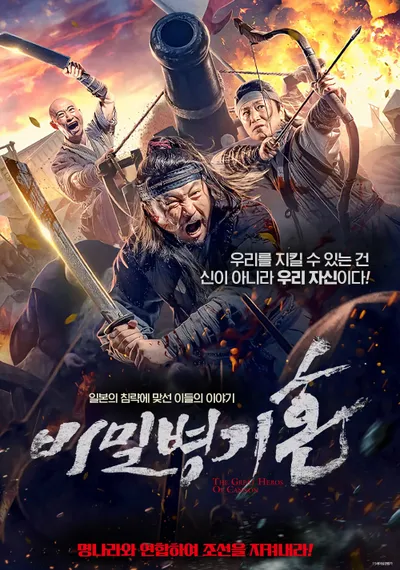 우리를 지킬 수 있는 건
신이 아니라 우리 자신이다!
일본의 침략에 맞선 이들의 이야기
비밀병기 혼
THE GREAT HEROS
OF CANNON
명나라와 연합하여 조선을 지켜내라!